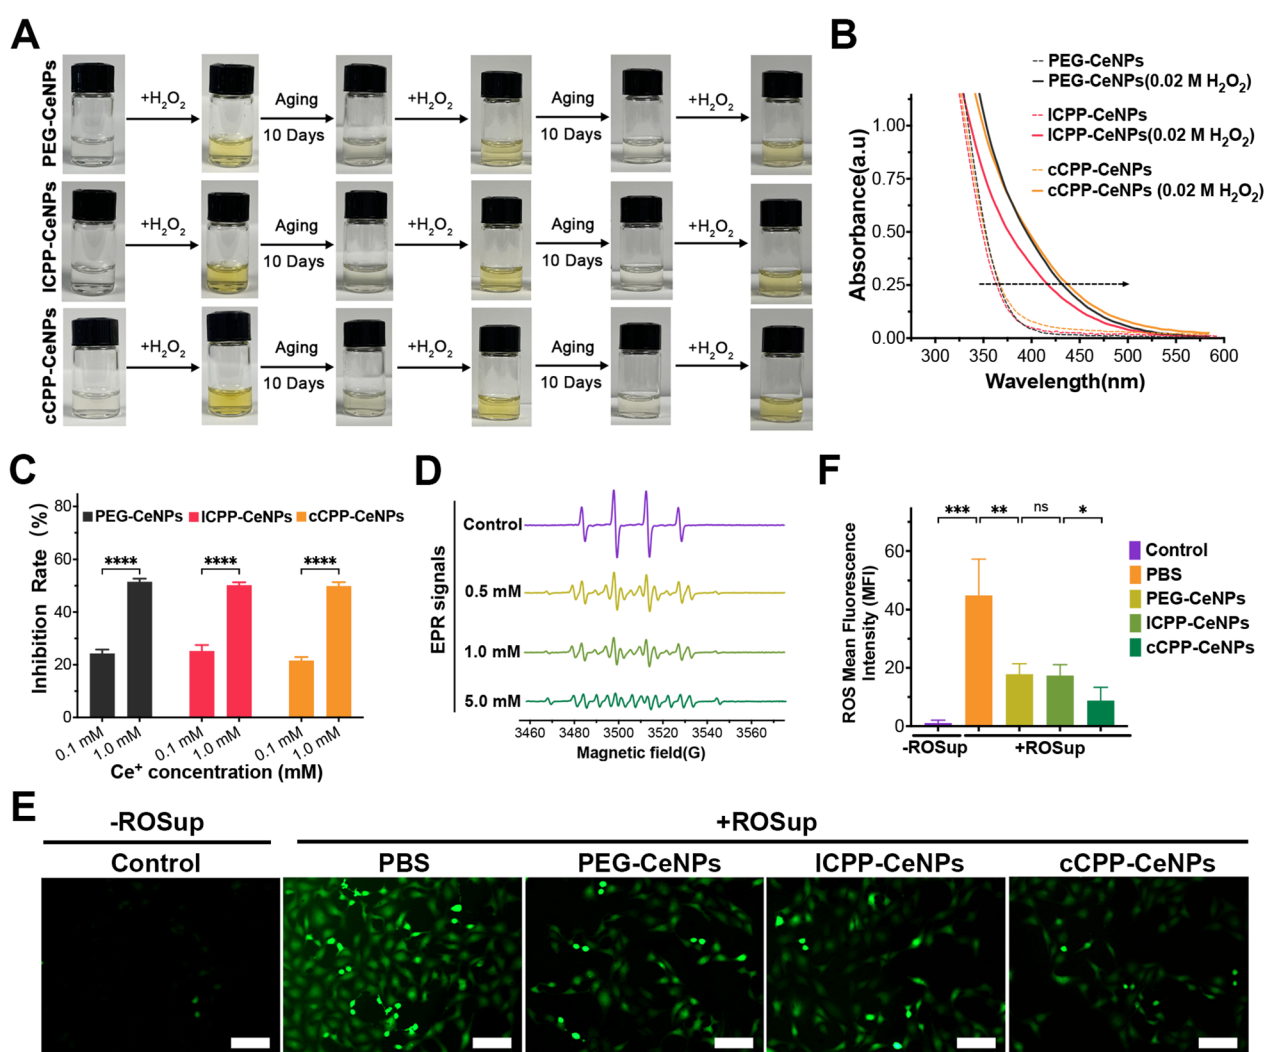 A
PEG-CeNPs
+H₂O₂
Aging
10 Days
+H₂O₂
Aging
10 Days
+H₂O₂
lCPP-CeNPs
+H₂O₂
Aging
10 Days
+H₂O₂
Aging
10 Days
+H₂O₂
cCPP-CeNPs
+H₂O₂
Aging
10 Days
+H₂O₂
Aging
10 Days
+H₂O₂
B
PEG-CeNPs
PEG-CeNPs(0.02 M H₂O₂)
lCPP-CeNPs
lCPP-CeNPs(0.02 M H₂O₂)
cCPP-CeNPs
cCPP-CeNPs (0.02 M H₂O₂)
Absorbance(a.u)
1.00
0.75
0.50
0.25
0.00
300 350 400 450 500 550 600
Wavelength(nm)
C
Inhibition Rate (%)
80
60
40
20
0
PEG-CeNPs lCPP-CeNPs cCPP-CeNPs
**** **** ****
0.1 mM 1.0 mM 0.1 mM 1.0 mM 0.1 mM 1.0 mM
Ce⁺ concentration (mM)
D
EPR signals
Control
0.5 mM
1.0 mM
5.0 mM
3460 3480 3500 3520 3540 3560
Magnetic field(G)
F
ROS Mean Fluorescence
Intensity (MFI)
60
40
20
0
*** ** ns *
Control
PBS
PEG-CeNPs
lCPP-CeNPs
cCPP-CeNPs
-ROSup +ROSup
E
-ROSup +ROSup
Control PBS PEG-CeNPs lCPP-CeNPs cCPP-CeNPs